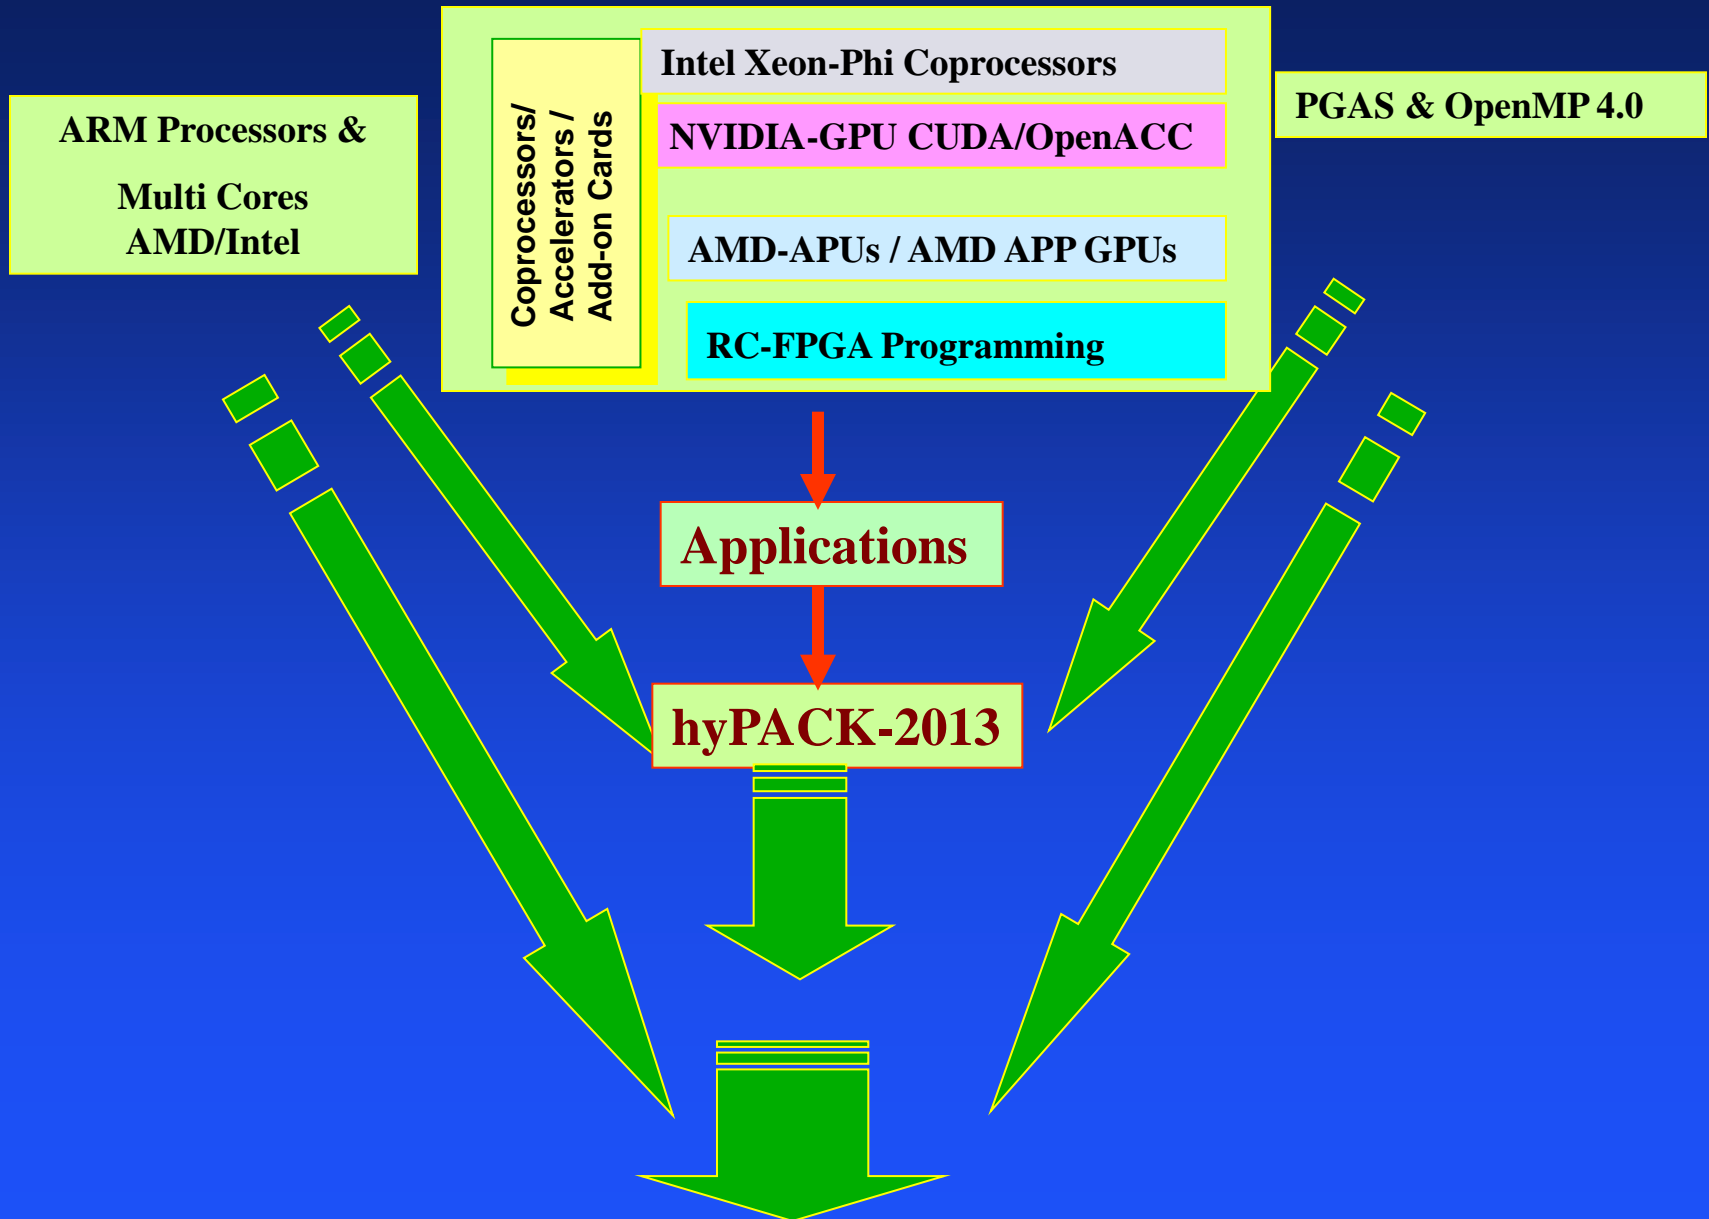 ARM Processors &
Multi Cores
AMD/Intel
Coprocessors/
Accelerators /
Add-on Cards
Intel Xeon-Phi Coprocessors
NVIDIA-GPU CUDA/OpenACC
AMD-APUs / AMD APP GPUs
RC-FPGA Programming
PGAS & OpenMP 4.0
Applications
hyPACK-2013